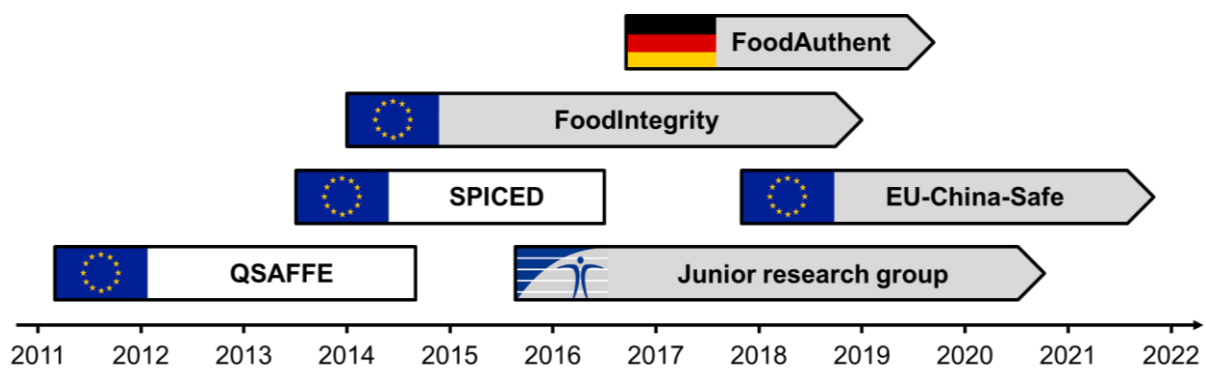 FoodAuthent
FoodIntegrity
SPICED
EU-China-Safe
QSAFFE
Junior research group
2011 2012 2013 2014 2015 2016 2017 2018 2019 2020 2021 2022